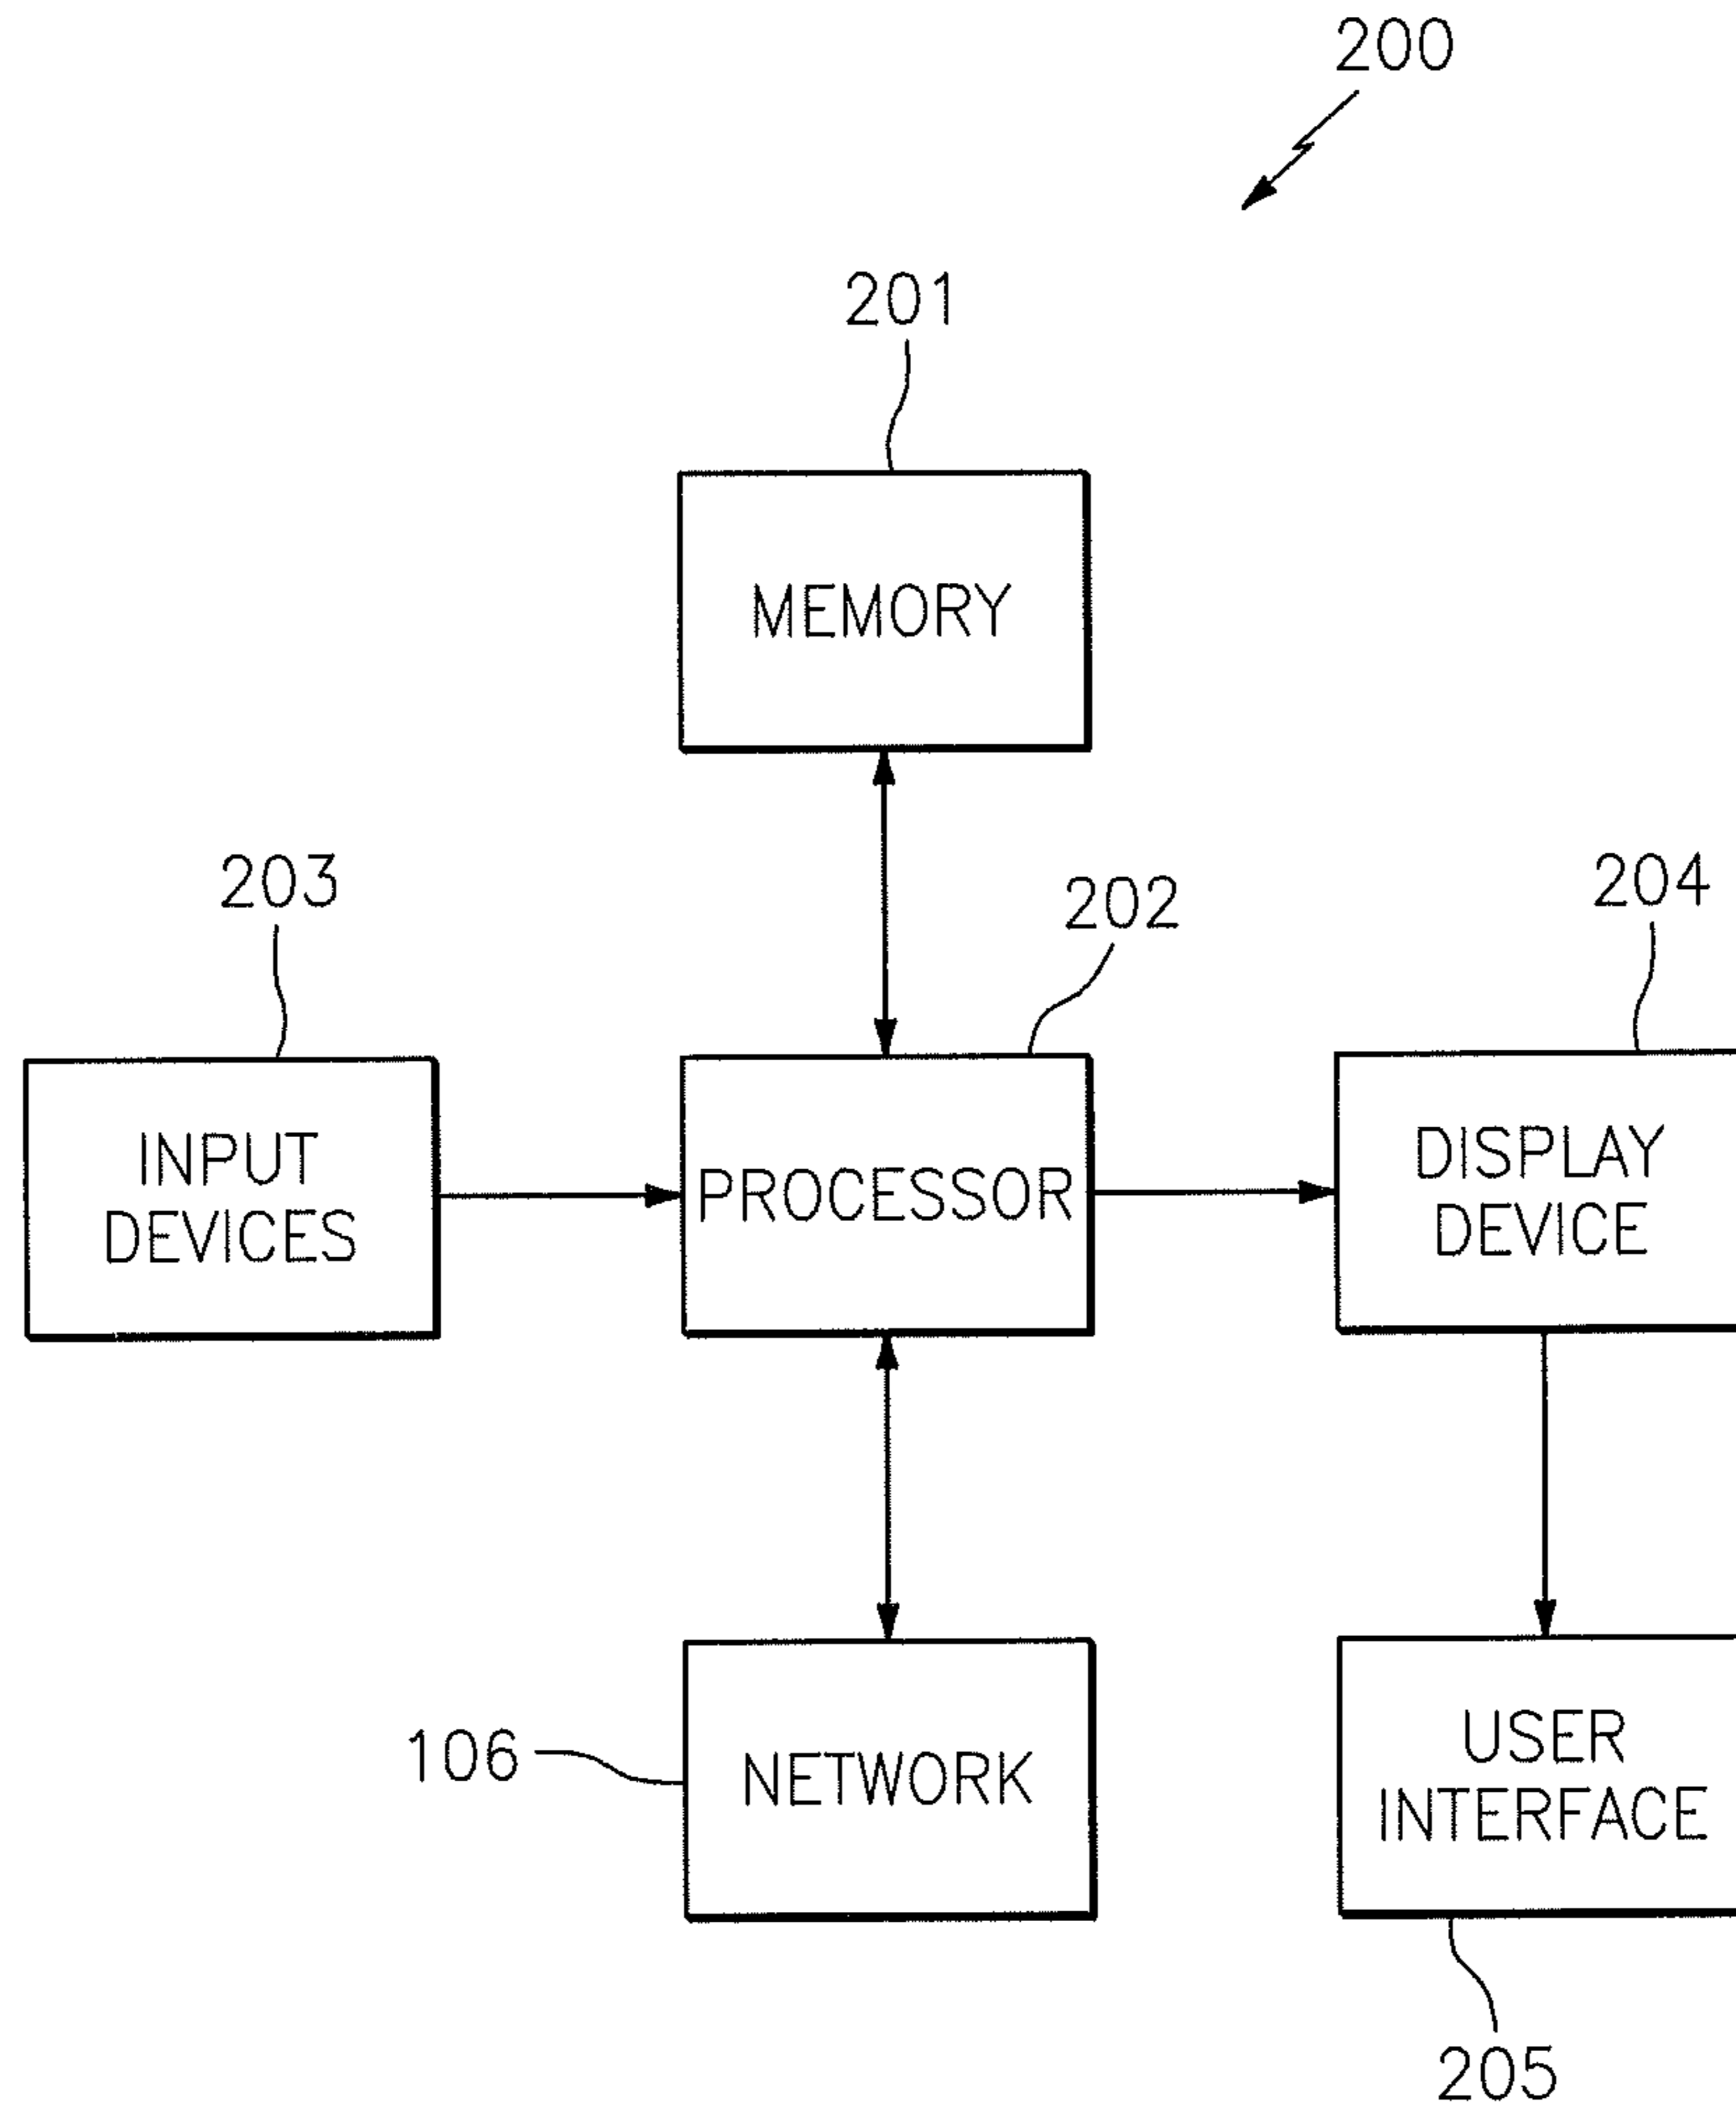 200
201
MEMORY
203
202
204
INPUT
DEVICES
PROCESSOR
DISPLAY
DEVICE
106
NETWORK
USER
INTERFACE
205